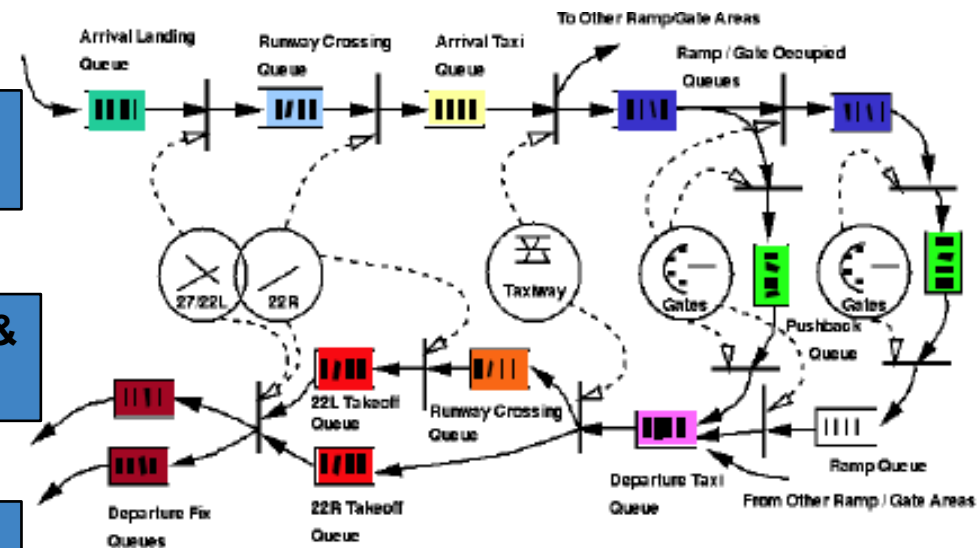 To Other Ramp/Gate Areas
Arrival Landing
Queue
Runway Crossing
Queue
Arrival Taxi
Queue
Ramp / Gate Occupied
Queues
27/22L
22R
Taxiway
Gates
Gates
Pushback
Queue
&
22L Takeoff
Queue
Runway Crossing
Queue
Ramp Queue
Departure Taxi
Queue
From Other Ramp / Gate Areas
Departure Fix
Queues
22R Takeoff
Queue